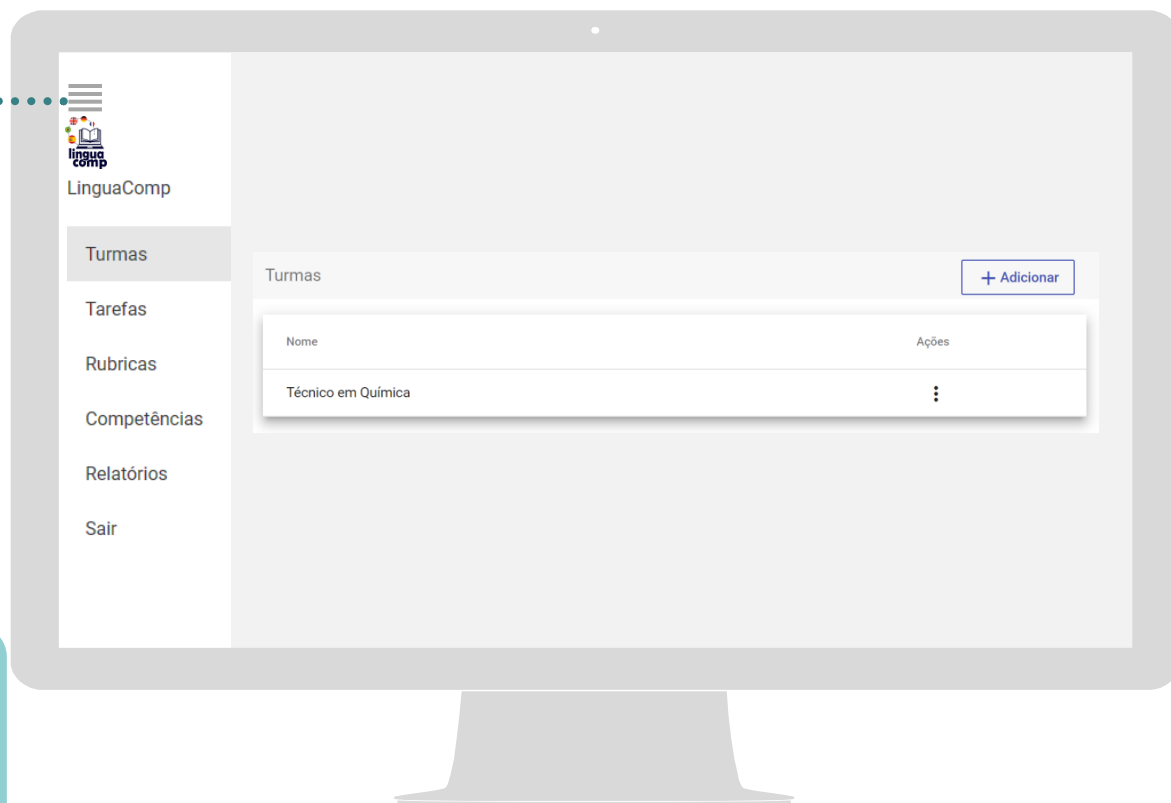 lingua
comp
LinguaComp
Turmas
Tarefas
Rubricas
Competências
Relatórios
Sair
Turmas
+ Adicionar
Nome Ações
Técnico em Química